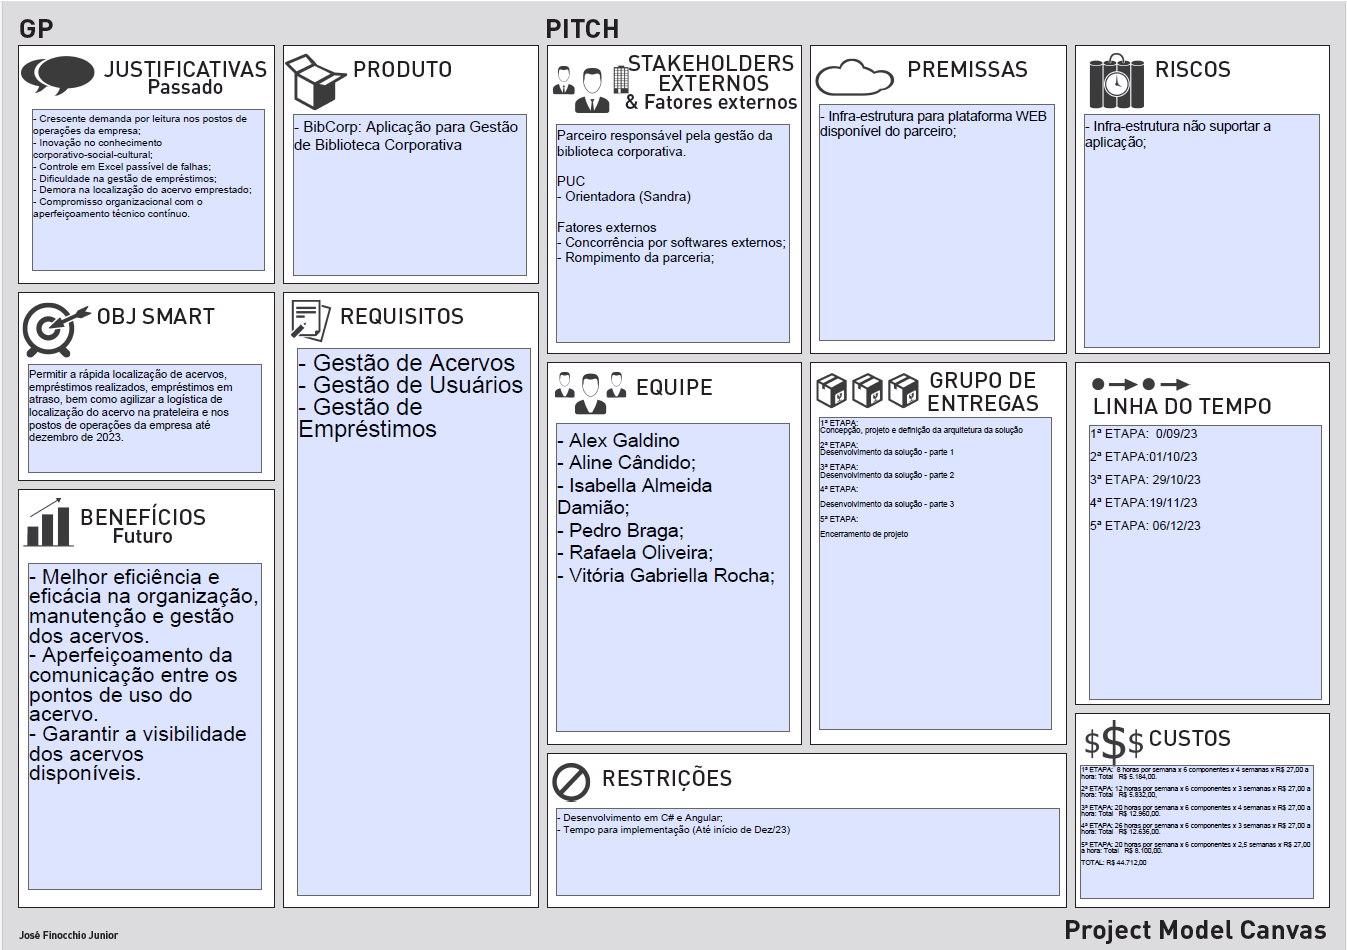 GP
PITCH
JUSTIFICATIVAS
Passado
- Crescente demanda por leitura nos postos de
operações da empresa;
- Inovação no conhecimento
corporativo-social-cultural;
- Controle em Excel passível de falhas;
- Dificuldade na gestão de empréstimos;
- Demora na localização do acervo emprestado;
- Compromisso organizacional com o
aperfeiçoamento técnico contínuo.
PRODUTO
- BibCorp: Aplicação para Gestão
de Biblioteca Corporativa
STAKEHOLDERS
EXTERNOS
& Fatores externos
Parceiro responsável pela gestão da
biblioteca corporativa.
PUC
- Orientadora (Sandra)
Fatores externos
- Concorrência por softwares externos;
- Rompimento da parceria;
PREMISSAS
- Infra-estrutura para plataforma WEB
disponível do parceiro;
RISCOS
- Infra-estrutura não suportar a
aplicação;
OBJ SMART
Permitir a rápida localização de acervos,
empréstimos realizados, empréstimos em
atraso, bem como agilizar a logística de
localização do acervo na prateleira e nos
postos de operações da empresa até
dezembro de 2023.
REQUISITOS
- Gestão de Acervos
- Gestão de Usuários
- Gestão de
Empréstimos
EQUIPE
- Alex Galdino
- Aline Cândido;
- Isabella Almeida
Damião;
- Pedro Braga;
- Rafaela Oliveira;
- Vitória Gabriella Rocha;
GRUPO DE
ENTREGAS
1ª ETAPA:
Concepção, projeto e definição da arquitetura da solução
2ª ETAPA:
Desenvolvimento da solução - parte 1
3ª ETAPA:
Desenvolvimento da solução - parte 2
4ª ETAPA:
Desenvolvimento da solução - parte 3
5ª ETAPA:
Encerramento de projeto
LINHA DO TEMPO
1ª ETAPA: 0/09/23
2ª ETAPA:01/10/23
3ª ETAPA: 29/10/23
4ª ETAPA:19/11/23
5ª ETAPA: 06/12/23
BENEFÍCIOS
Futuro
- Melhor eficiência e
eficácia na organização,
manutenção e gestão
dos acervos.
- Aperfeiçoamento da
comunicação entre os
pontos de uso do
acervo.
- Garantir a visibilidade
dos acervos
disponíveis.
RESTRIÇÕES
- Desenvolvimento em C# e Angular;
- Tempo para implementação (Até início de Dez/23)
$$$ CUSTOS
1ª ETAPA: 8 horas por semana x 6 componentes x 4 semanas x R$ 27,00 a
hora: Total R$ 5.184,00.
2ª ETAPA: 12 horas por semana x 6 componentes x 3 semanas x R$ 27,00 a
hora: Total R$ 5.832,00,
3ª ETAPA: 20 horas por semana x 6 componentes x 4 semanas x R$ 27,00 a
hora: Total R$ 12.960,00.
4ª ETAPA: 26 horas por semana x 6 componentes x 3 semanas x R$ 27,00 a
hora: Total R$ 12.636,00.
5ª ETAPA: 20 horas por semana x 6 componentes x 2,5 semanas x R$ 27,00
a hora: Total R$ 8.100,00.
TOTAL: R$ 44.712,00
José Finocchio Junior
Project Model Canvas